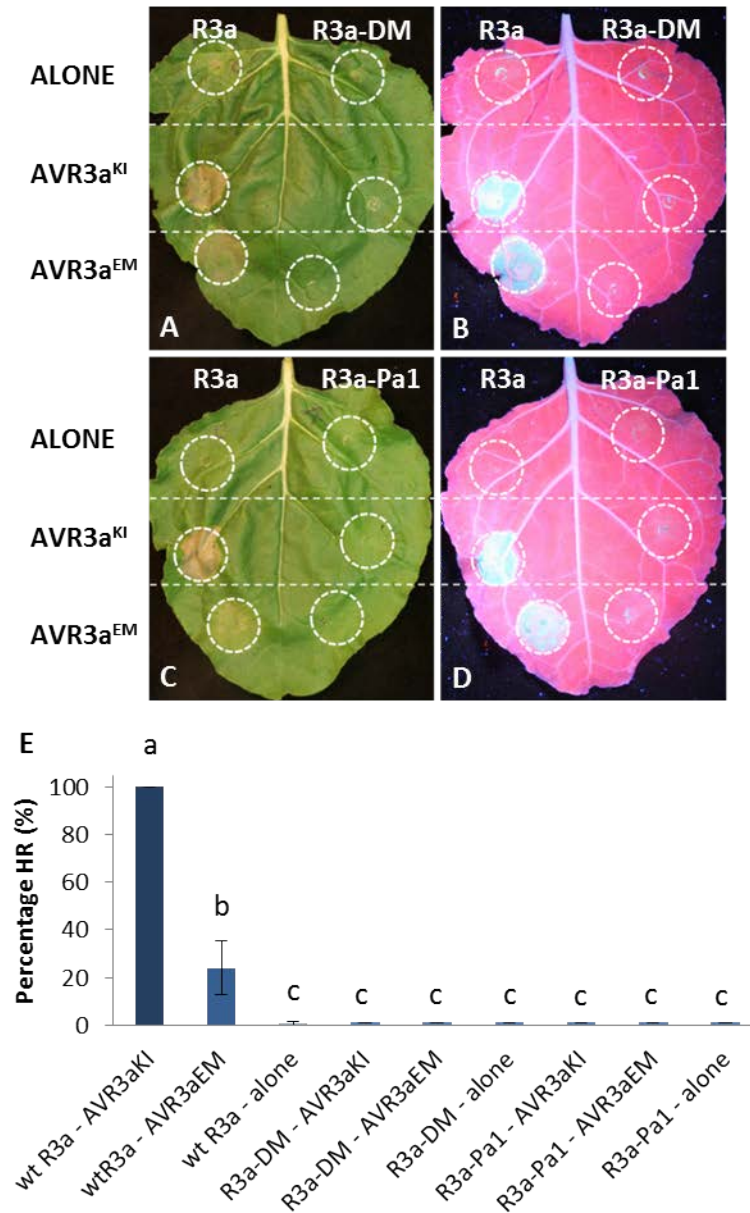 R3a R3a-DM R3a R3a-DM
ALONE
AVR3aᴷᴵ
AVR3aᴱᴹ
A B
R3a R3a-Pa1 R3a R3a-Pa1
ALONE
AVR3aᴷᴵ
AVR3aᴱᴹ
C D
E
Percentage HR (%)
100
80
60
40
20
0
a b c c c c c c c
wt R3a - AVR3aKI
wtR3a - AVR3aEM
wt R3a - alone
R3a-DM - AVR3aKI
R3a-DM - AVR3aEM
R3a-DM - alone
R3a-Pa1 - AVR3aKI
R3a-Pa1 - AVR3aEM
R3a-Pa1 - alone